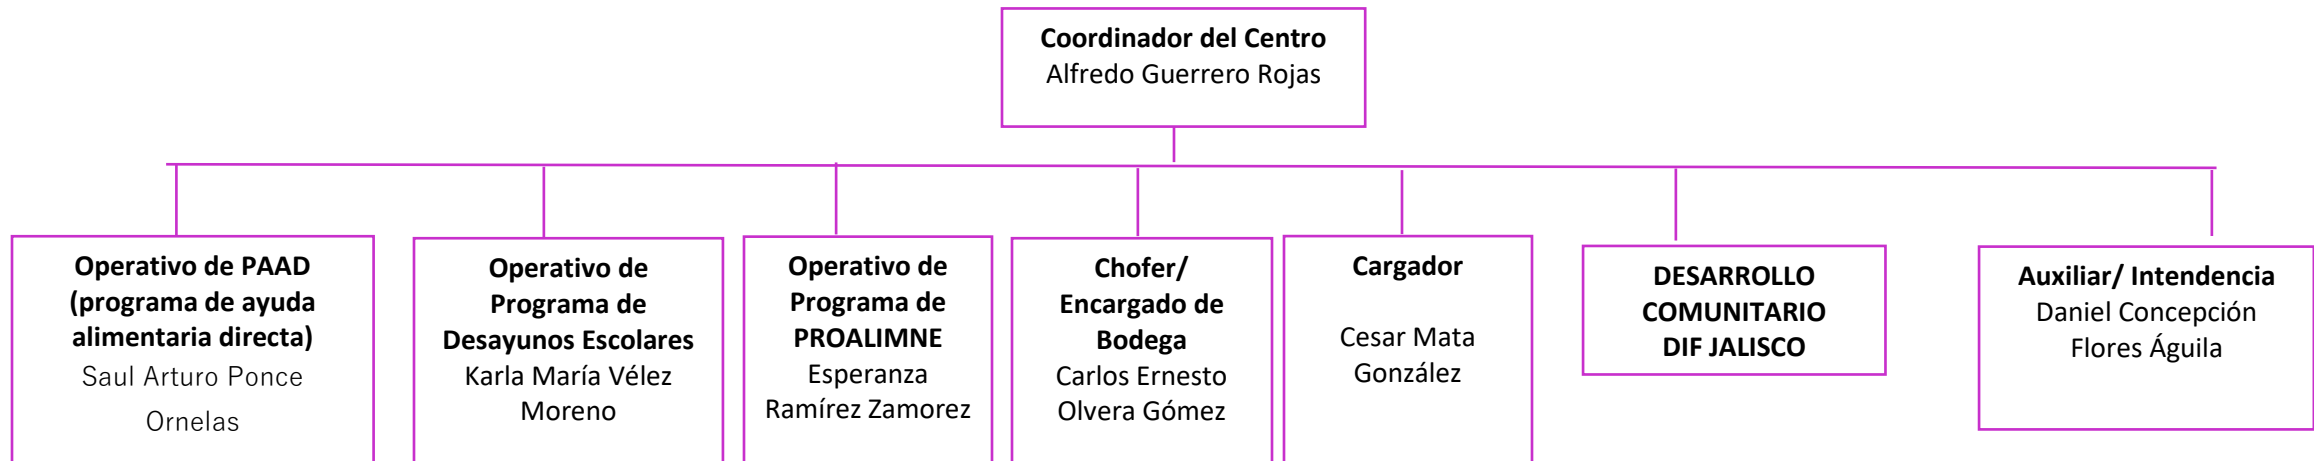 Coordinador del Centro
Alfredo Guerrero Rojas
Operativo de PAAD
(programa de ayuda
alimentaria directa)
Saul Arturo Ponce
Ornelas
Operativo de
Programa de
Desayunos Escolares
Karla María Vélez
Moreno
Operativo de
Programa de
PROALIMNE
Esperanza
Ramírez Zamorez
Chofer/
Encargado de
Bodega
Carlos Ernesto
Olvera Gómez
Cargador
Cesar Mata
González
DESARROLLO
COMUNITARIO
DIF JALISCO
Auxiliar/ Intendencia
Daniel Concepción
Flores Águila